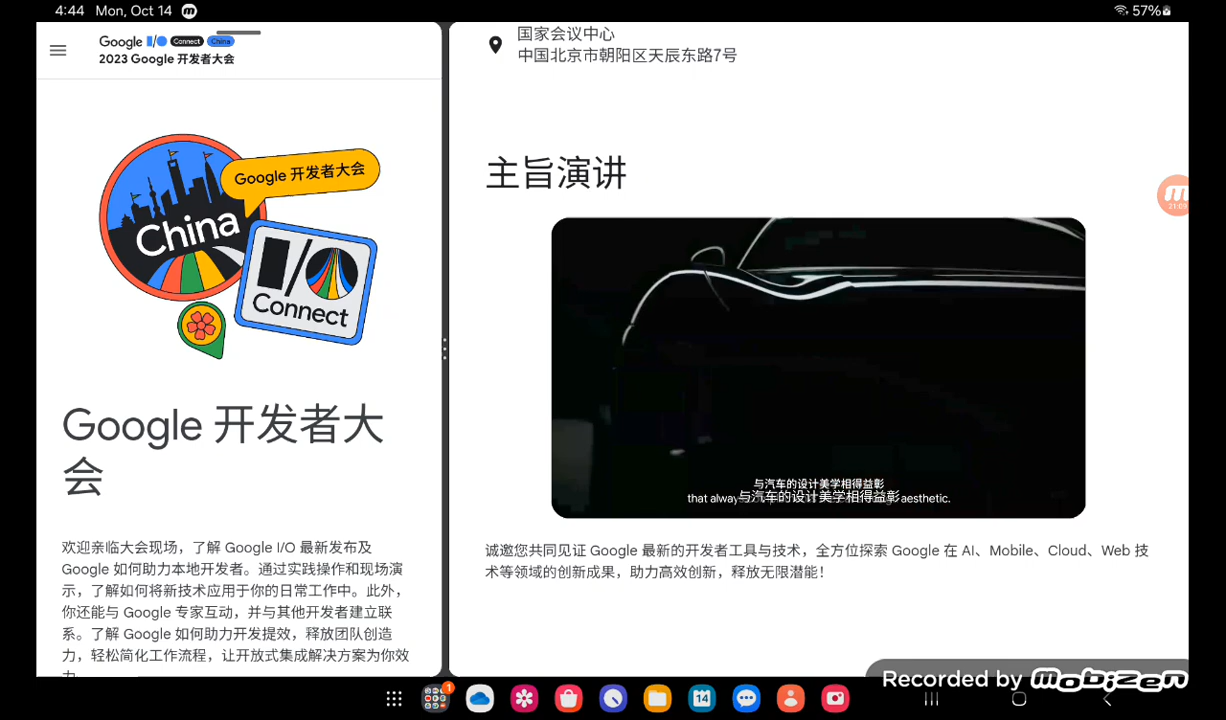 4:44 Mon, Oct 14
57%
Google I/O Connect China
2023 Google 开发者大会
Google 开发者大会
China
I/O
Connect
Google 开发者大
会
欢迎亲临大会现场，了解 Google I/O 最新发布及
Google 如何助力本地开发者。通过实践操作和现场演
示，了解如何将新技术应用于你的日常工作中。此外，
你还能与 Google 专家互动，并与其他开发者建立联
系。了解 Google 如何助力开发提效，释放团队创造
力，轻松简化工作流程，让开放式集成解决方案为你效
国家会议中心
中国北京市朝阳区天辰东路7号
主旨演讲
与汽车的设计美学相得益彰
that alway
与汽车的设计美学相得益彰
aesthetic.
诚邀您共同见证 Google 最新的开发者工具与技术，全方位探索 Google 在 AI、Mobile、Cloud、Web 技
术等领域的创新成果，助力高效创新，释放无限潜能！
21:09
1
14
Recorded by mobizen